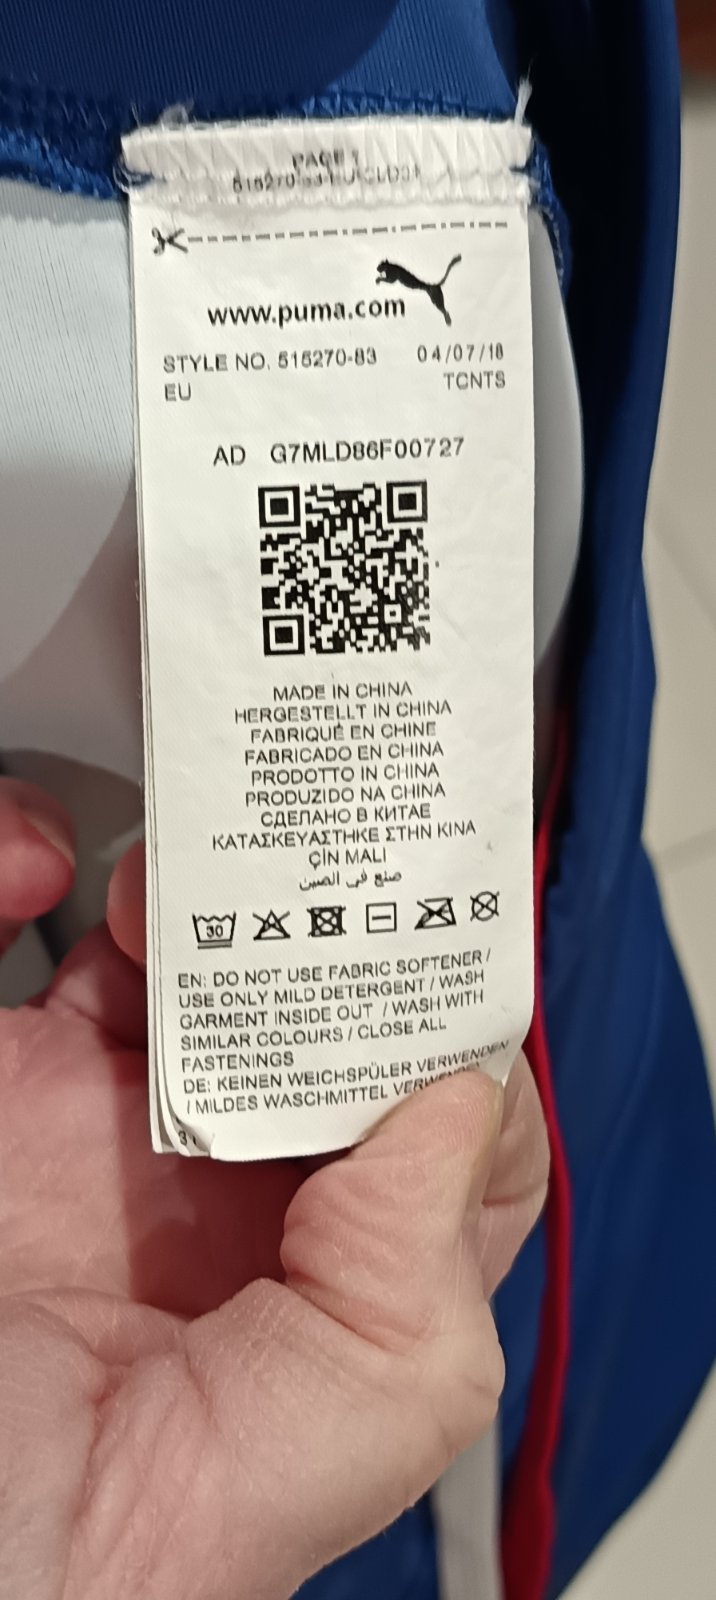 PAGE 1
www.puma.com
STYLE NO. 515270-83 04/07/18
EU TCNTS
AD G7MLD86F00727
MADE IN CHINA
HERGESTELLT IN CHINA
FABRIQUÉ EN CHINE
FABRICADO EN CHINA
PRODOTTO IN CHINA
PRODUZIDO NA CHINA
СДЕЛАНО В КИТАЕ
ΚΑΤΑΣΚΕΥΑΣΤΗΚΕ ΣΤΗΝ ΚΙΝΑ
ÇİN MALI
صنع في الصين
30
EN: DO NOT USE FABRIC SOFTENER /
USE ONLY MILD DETERGENT / WASH
GARMENT INSIDE OUT / WASH WITH
SIMILAR COLOURS / CLOSE ALL
FASTENINGS
DE: KEINEN WEICHSPÜLER VERWENDEN
/ MILDES WASCHMITTEL VERWENDEN